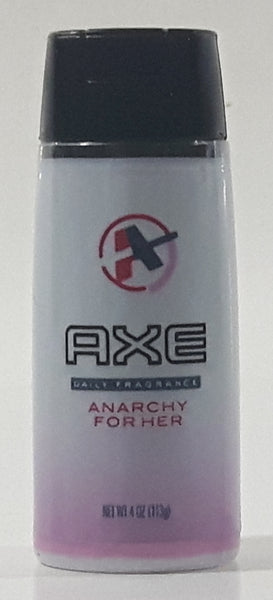 A
AXE
DAILY FRAGRANCE
ANARCHY
FOR HER
NET WT 4 OZ (113g)